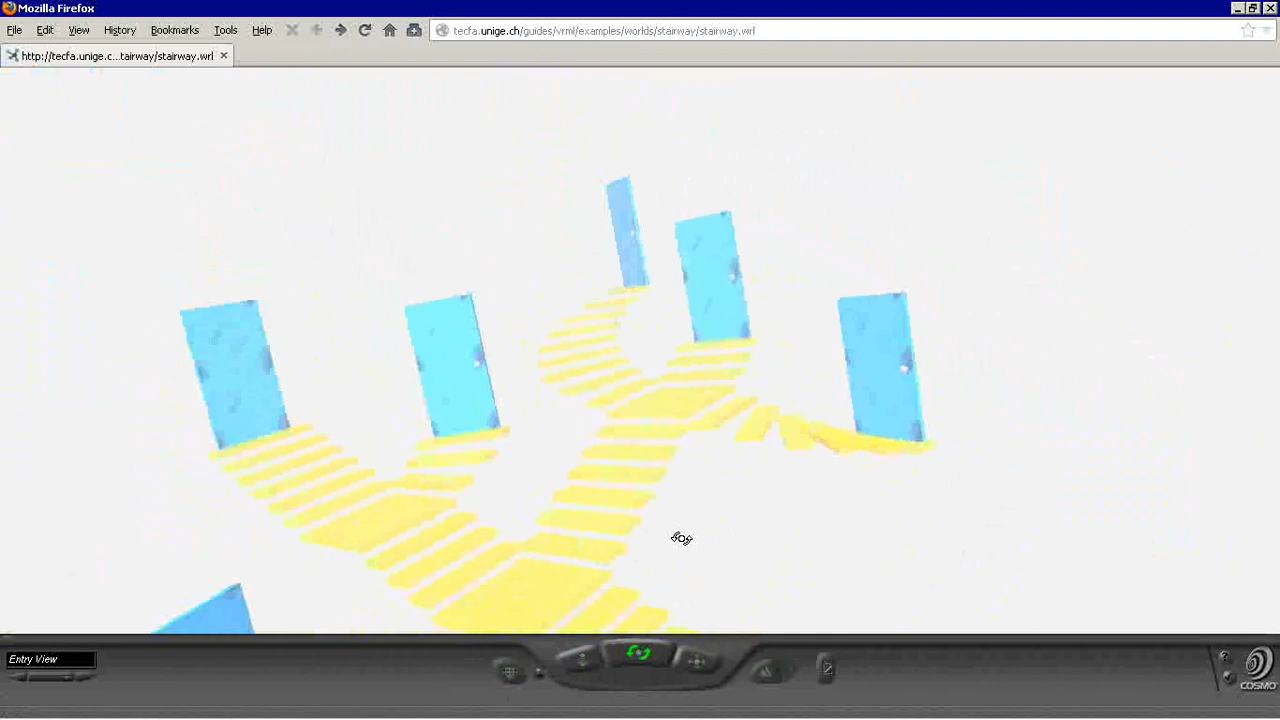 Mozilla Firefox
File Edit View History Bookmarks Tools Help
tecfa.unige.ch/guides/vrml/examples/worlds/stairway/stairway.wrl
http://tecfa.unige.c...tairway/stairway.wrl
Entry View
?
COSMO